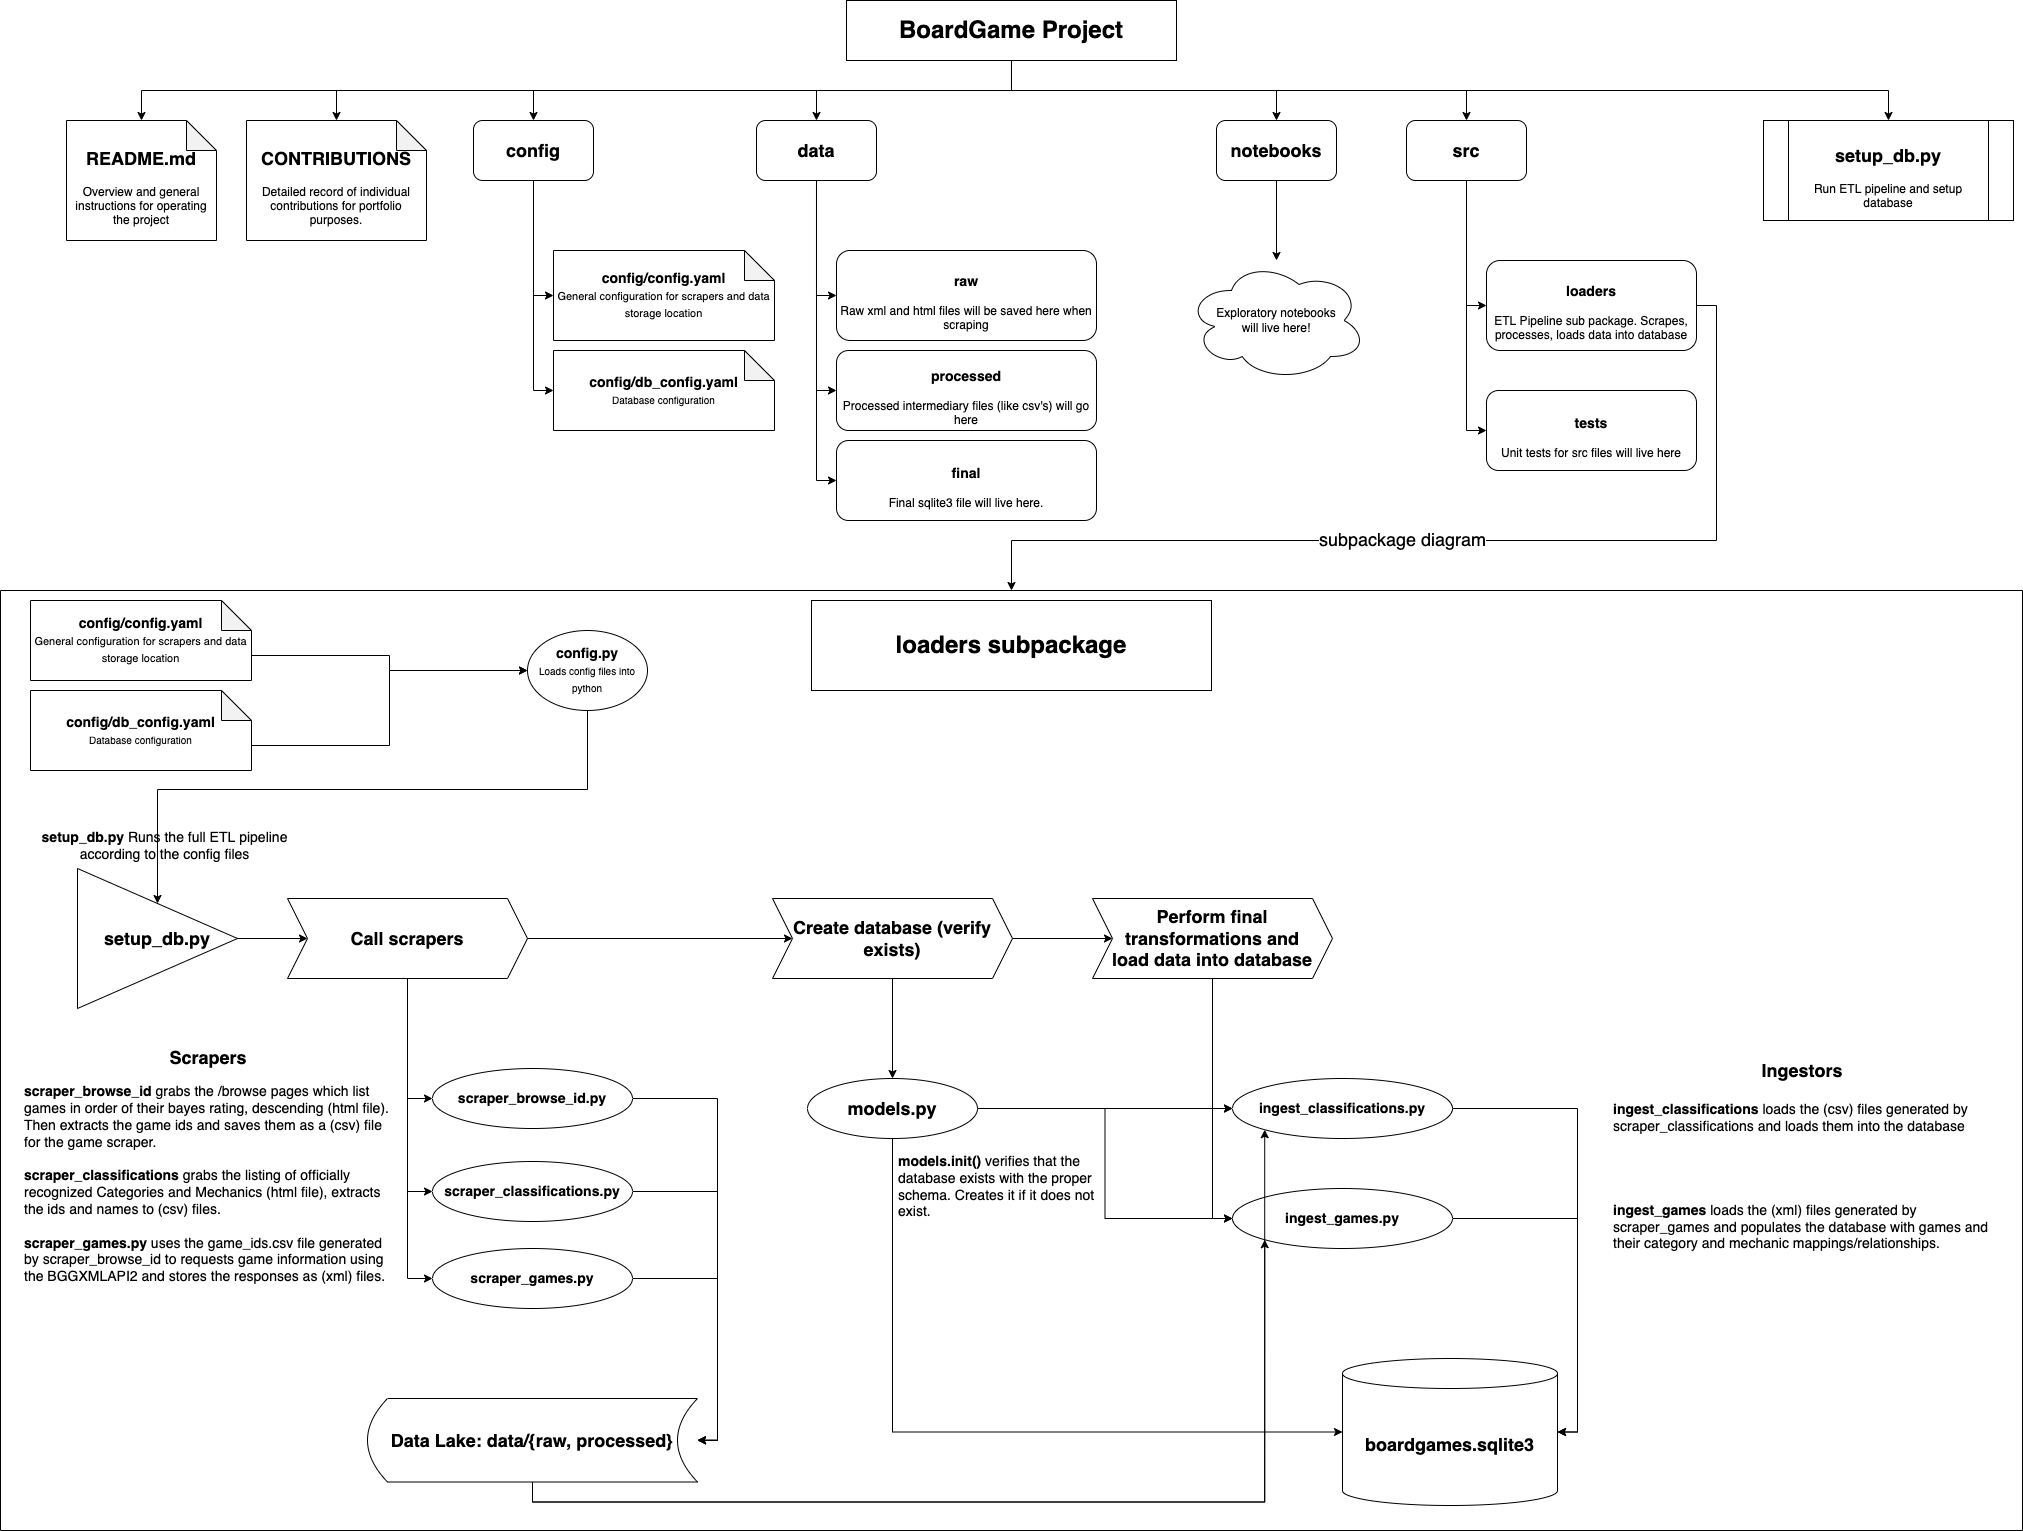 BoardGame Project
README.md
Overview and general
instructions for operating
the project
CONTRIBUTIONS
Detailed record of individual
contributions for portfolio
purposes.
config
data
notebooks
src
setup_db.py
Run ETL pipeline and setup
database
config/config.yaml
General configuration for scrapers and data
storage location
config/db_config.yaml
Database configuration
raw
Raw xml and html files will be saved here when
scraping
processed
Processed intermediary files (like csv's) will go
here
final
Final sqlite3 file will live here.
Exploratory notebooks
will live here!
loaders
ETL Pipeline sub package. Scrapes,
processes, loads data into database
tests
Unit tests for src files will live here
subpackage diagram
loaders subpackage
config/config.yaml
General configuration for scrapers and data
storage location
config/db_config.yaml
Database configuration
config.py
Loads config files into
python
setup_db.py Runs the full ETL pipeline
according to the config files
setup_db.py
Call scrapers
Create database (verify
exists)
Perform final
transformations and
load data into database
Scrapers
scraper_browse_id grabs the /browse pages which list
games in order of their bayes rating, descending (html file).
Then extracts the game ids and saves them as a (csv) file
for the game scraper.
scraper_classifications grabs the listing of officially
recognized Categories and Mechanics (html file), extracts
the ids and names to (csv) files.
scraper_games.py uses the game_ids.csv file generated
by scraper_browse_id to requests game information using
the BGGXMLAPI2 and stores the responses as (xml) files.
scraper_browse_id.py
scraper_classifications.py
scraper_games.py
models.py
models.init() verifies that the
database exists with the proper
schema. Creates it if it does not
exist.
ingest_classifications.py
ingest_games.py
Ingestors
ingest_classifications loads the (csv) files generated by
scraper_classifications and loads them into the database
ingest_games loads the (xml) files generated by
scraper_games and populates the database with games and
their category and mechanic mappings/relationships.
Data Lake: data/{raw, processed}
boardgames.sqlite3